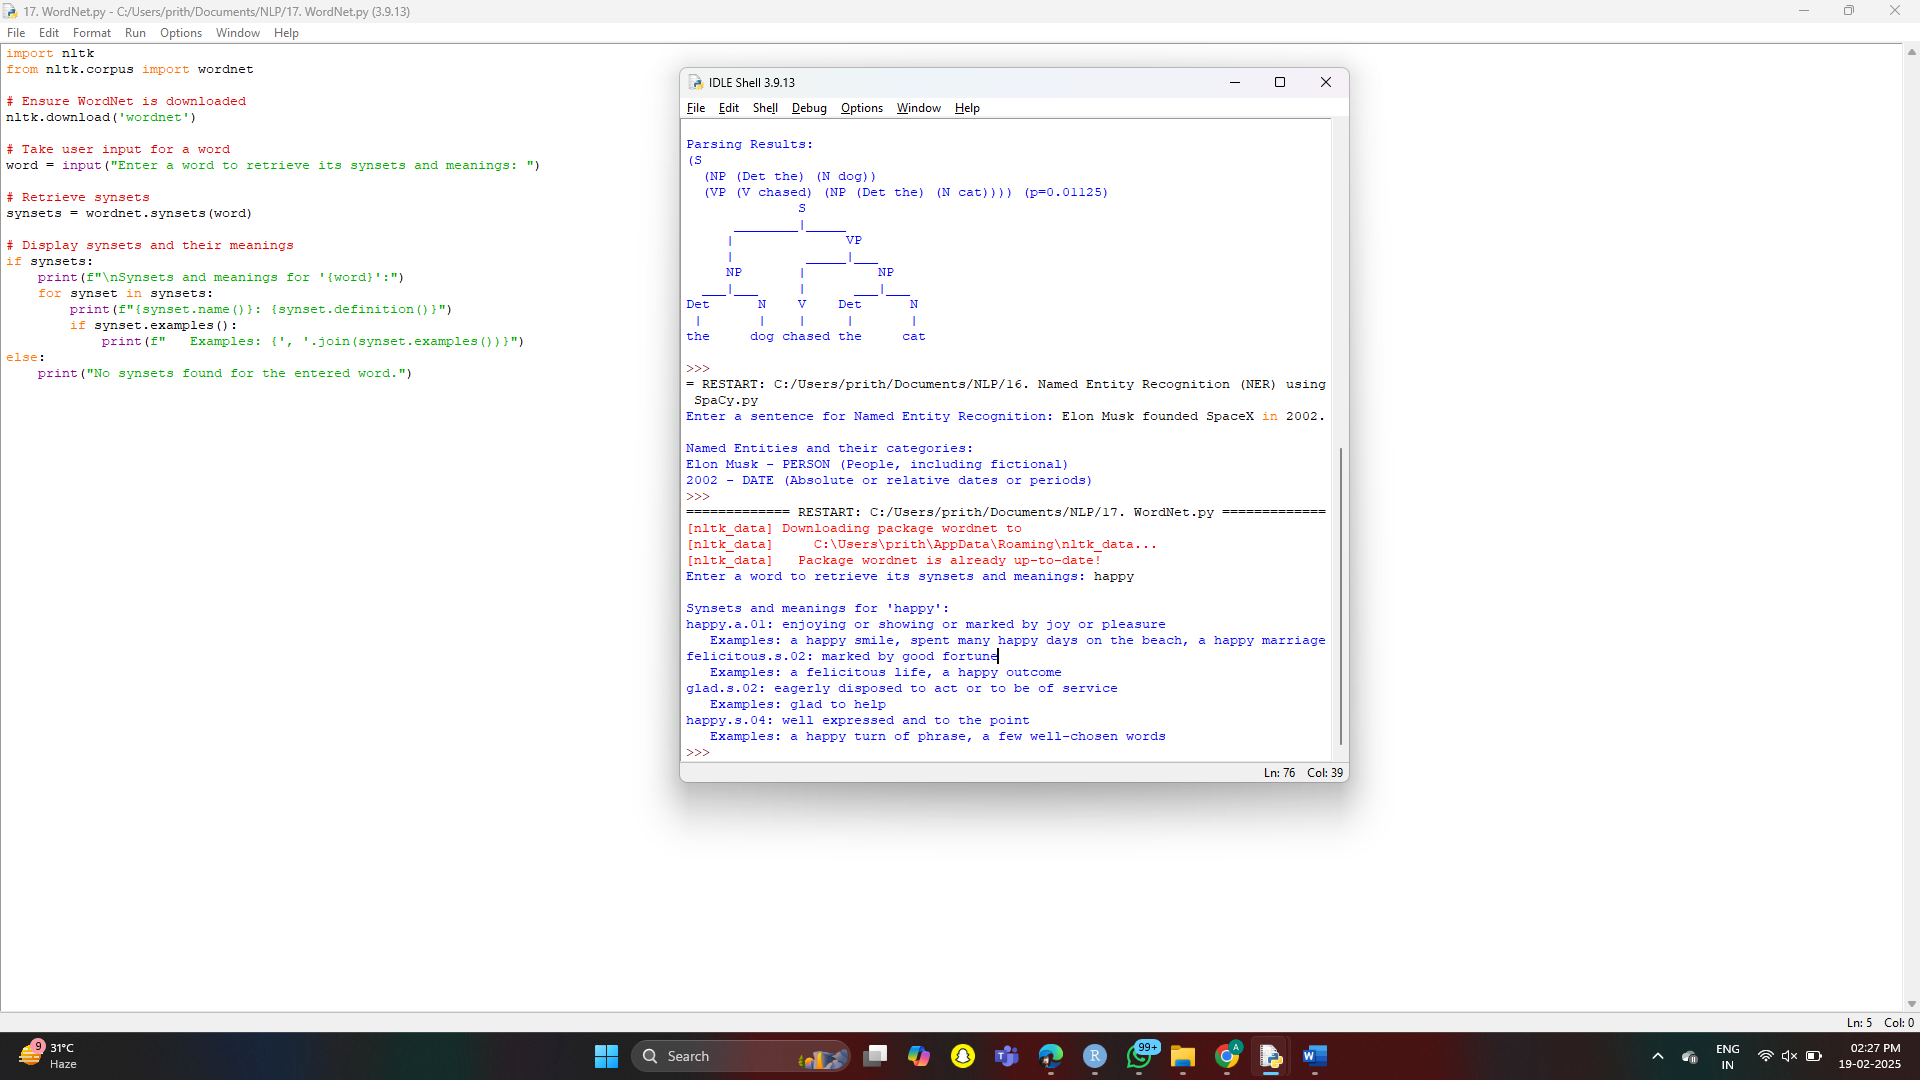 17. WordNet.py - C:/Users/prith/Documents/NLP/17. WordNet.py (3.9.13)
File Edit Format Run Options Window Help
import nltk
from nltk.corpus import wordnet
# Ensure WordNet is downloaded
nltk.download('wordnet')
# Take user input for a word
word = input("Enter a word to retrieve its synsets and meanings: ")
# Retrieve synsets
synsets = wordnet.synsets(word)
# Display synsets and their meanings
if synsets:
    print(f"\nSynsets and meanings for '{word}':")
    for synset in synsets:
        print(f"{synset.name()}: {synset.definition()}")
        if synset.examples():
            print(f"   Examples: {', '.join(synset.examples())}")
else:
    print("No synsets found for the entered word.")
IDLE Shell 3.9.13
File Edit Shell Debug Options Window Help
Parsing Results:
(S
  (NP (Det the) (N dog))
  (VP (V chased) (NP (Det the) (N cat)))) (p=0.01125)
S
VP
NP NP
Det N V Det N
the dog chased the cat
>>>
= RESTART: C:/Users/prith/Documents/NLP/16. Named Entity Recognition (NER) using
 SpaCy.py
Enter a sentence for Named Entity Recognition: Elon Musk founded SpaceX in 2002.
Named Entities and their categories:
Elon Musk - PERSON (People, including fictional)
2002 - DATE (Absolute or relative dates or periods)
>>>
============= RESTART: C:/Users/prith/Documents/NLP/17. WordNet.py =============
[nltk_data] Downloading package wordnet to
[nltk_data]     C:\Users\prith\AppData\Roaming\nltk_data...
[nltk_data]   Package wordnet is already up-to-date!
Enter a word to retrieve its synsets and meanings: happy
Synsets and meanings for 'happy':
happy.a.01: enjoying or showing or marked by joy or pleasure
   Examples: a happy smile, spent many happy days on the beach, a happy marriage
felicitous.s.02: marked by good fortune
   Examples: a felicitous life, a happy outcome
glad.s.02: eagerly disposed to act or to be of service
   Examples: glad to help
happy.s.04: well expressed and to the point
   Examples: a happy turn of phrase, a few well-chosen words
>>>
Ln: 76 Col: 39
Ln: 5 Col: 0
9
31°C
Haze
Search
99+
A
ENG
IN
02:27 PM
19-02-2025